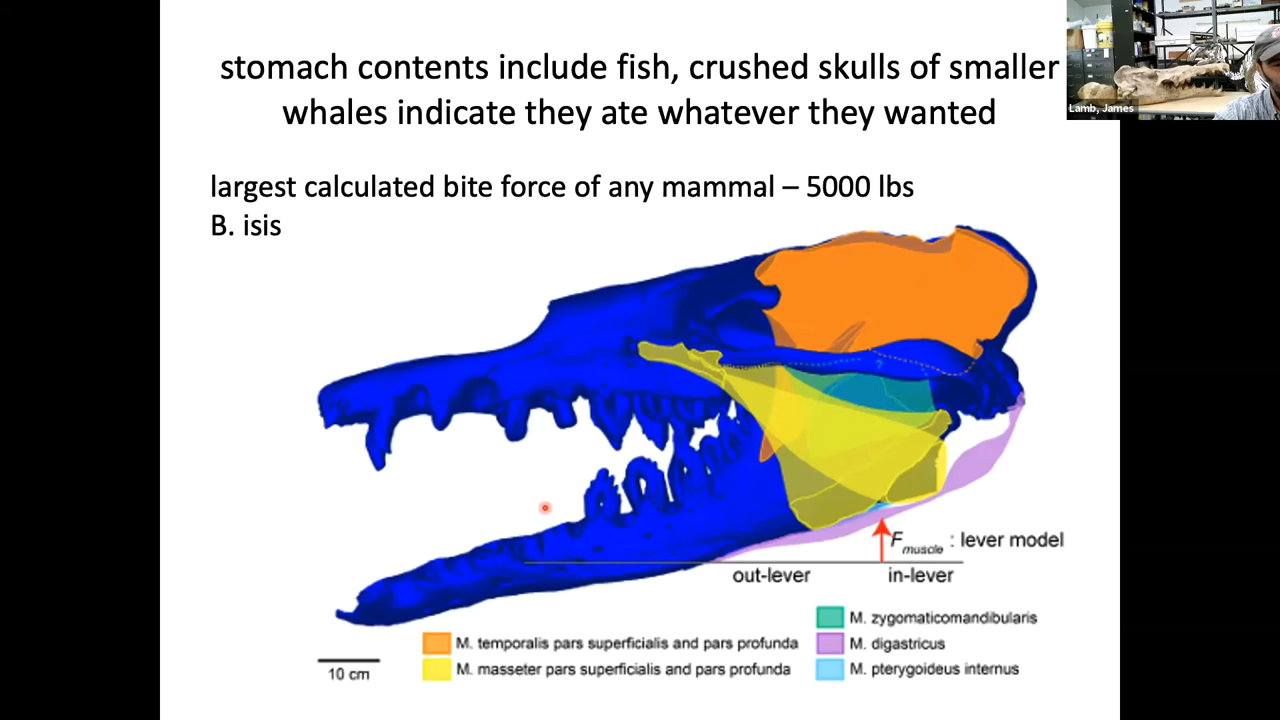 stomach contents include fish, crushed skulls of smaller
whales indicate they ate whatever they wanted
Lamb, James
largest calculated bite force of any mammal – 5000 lbs
B. isis
?
F muscle : lever model
out-lever
in-lever
M. zygomaticomandibularis
M. temporalis pars superficialis and pars profunda
M. digastricus
M. masseter pars superficialis and pars profunda
M. pterygoideus internus
10 cm